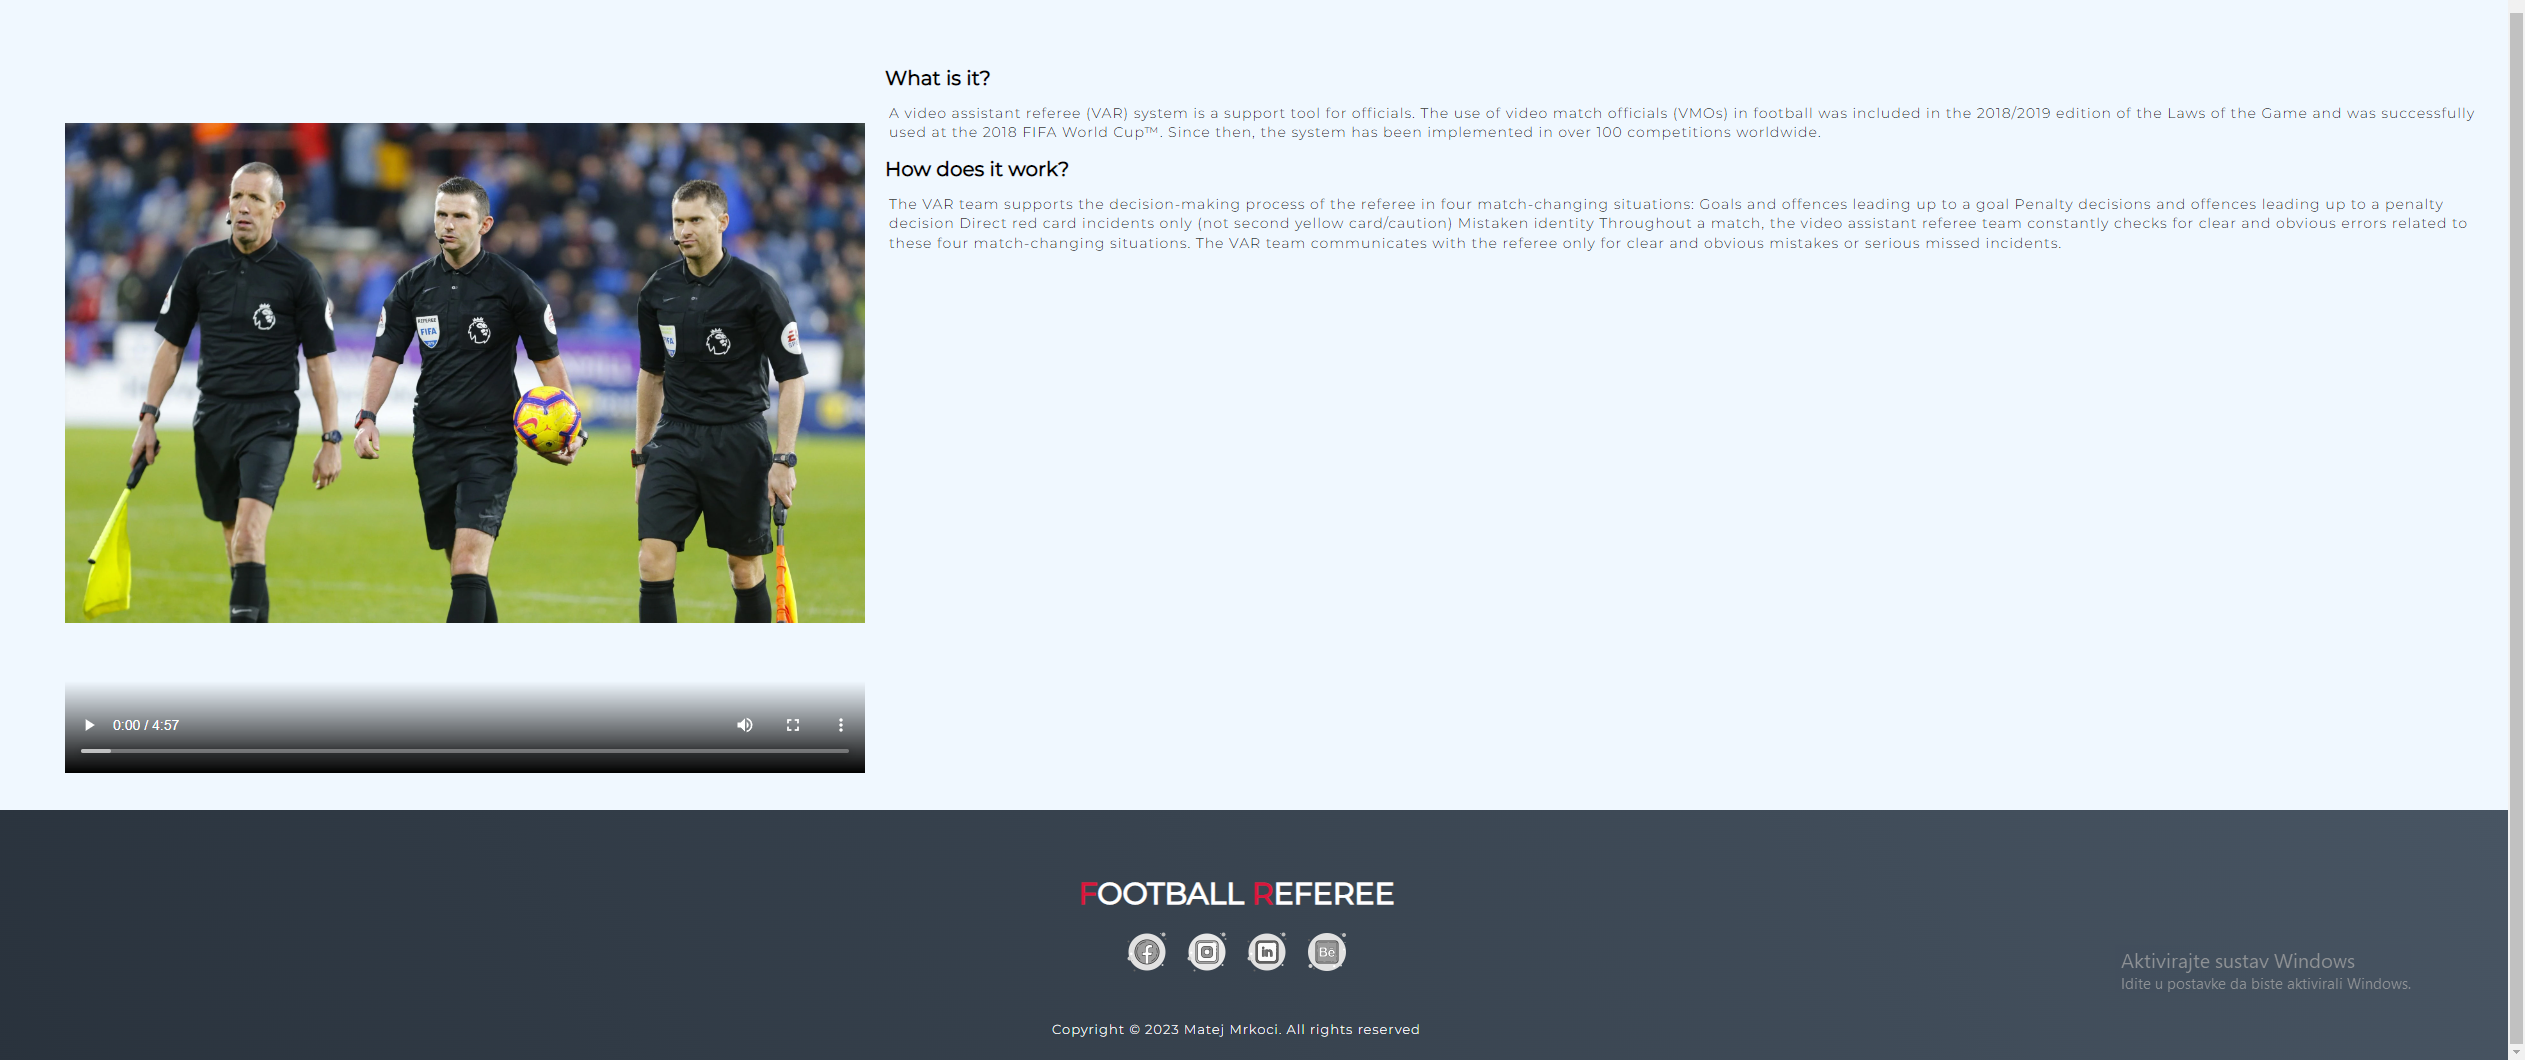 What is it?
A video assistant referee (VAR) system is a support tool for officials. The use of video match officials (VMOs) in football was included in the 2018/2019 edition of the Laws of the Game and was successfully
used at the 2018 FIFA World Cup™. Since then, the system has been implemented in over 100 competitions worldwide.
How does it work?
The VAR team supports the decision-making process of the referee in four match-changing situations: Goals and offences leading up to a goal Penalty decisions and offences leading up to a penalty
decision Direct red card incidents only (not second yellow card/caution) Mistaken identity Throughout a match, the video assistant referee team constantly checks for clear and obvious errors related to
these four match-changing situations. The VAR team communicates with the referee only for clear and obvious mistakes or serious missed incidents.
REFEREE
FIFA
0:00 / 4:57
FOOTBALL REFEREE
f
in
Bē
Aktivirajte sustav Windows
Idite u postavke da biste aktivirali Windows.
Copyright © 2023 Matej Mrkoci. All rights reserved